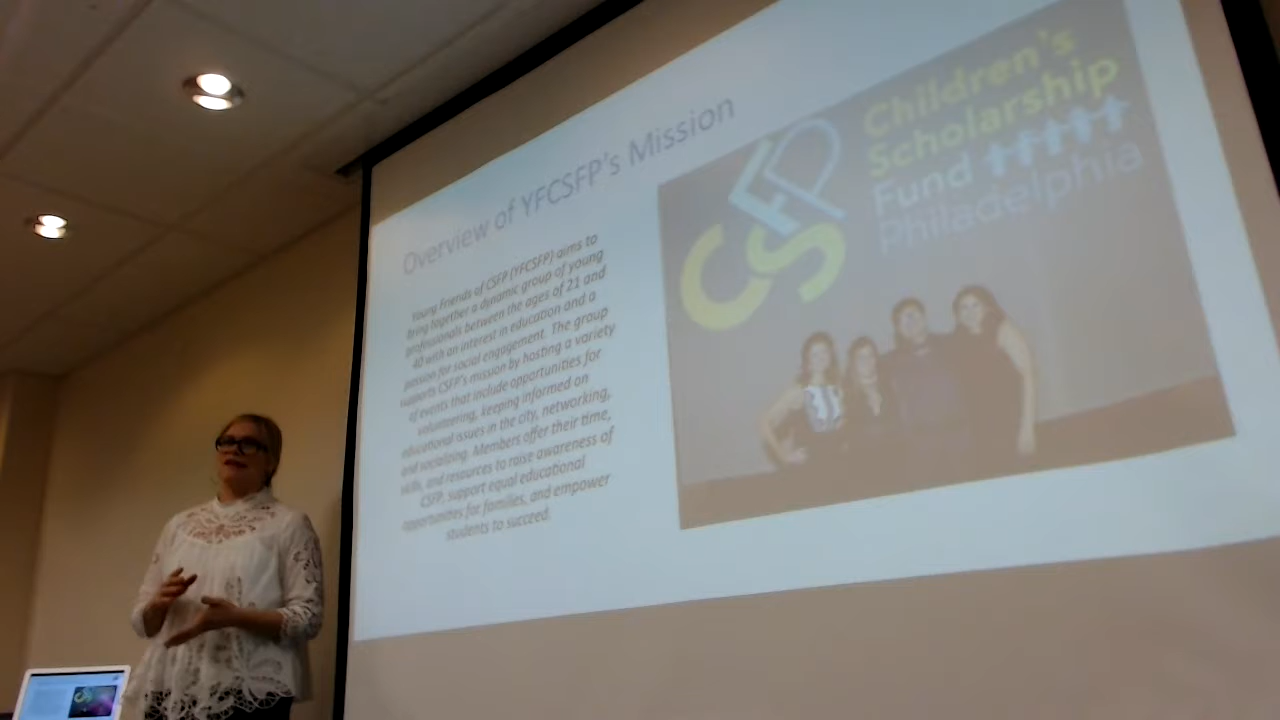 Overview of YFCSFP's Mission
Young Friends of CSFP (YFCSFP) aims to
bring together a dynamic group of young
professionals between the ages of 21 and
40 with an interest in education and a
passion for social engagement. The group
supports CSFP's mission by hosting a variety
of events that include opportunities for
volunteering, keeping informed on
educational issues in the city, networking,
and socializing. Members offer their time,
skills, and resources to raise awareness of
CSFP, support equal educational
opportunities for families, and empower
students to succeed.
CSFP
Children's
Scholarship
Fund
Philadelphia